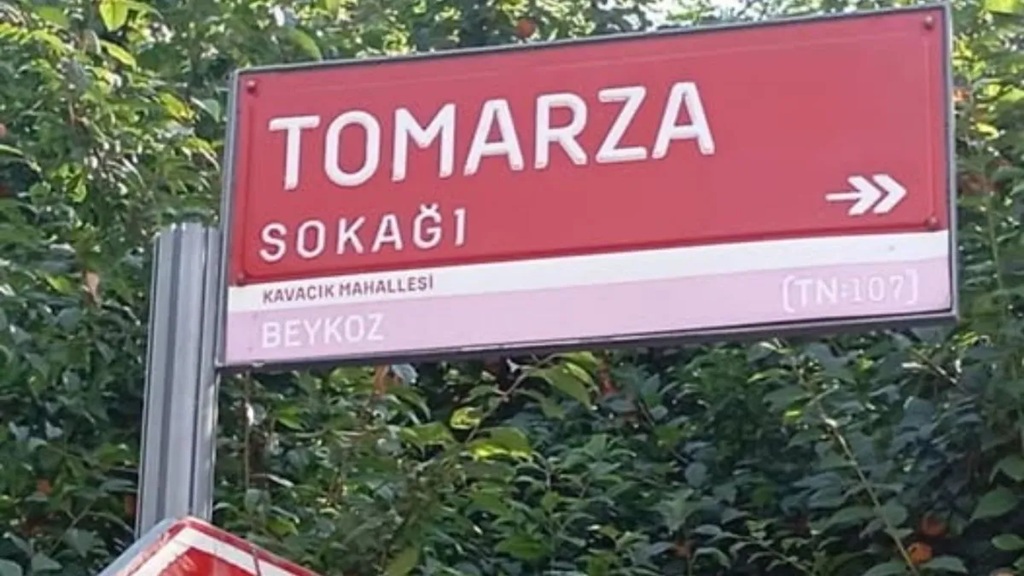 TOMARZA
SOKAĞI
KAVACIK MAHALLESİ
BEYKOZ
(TN:107)